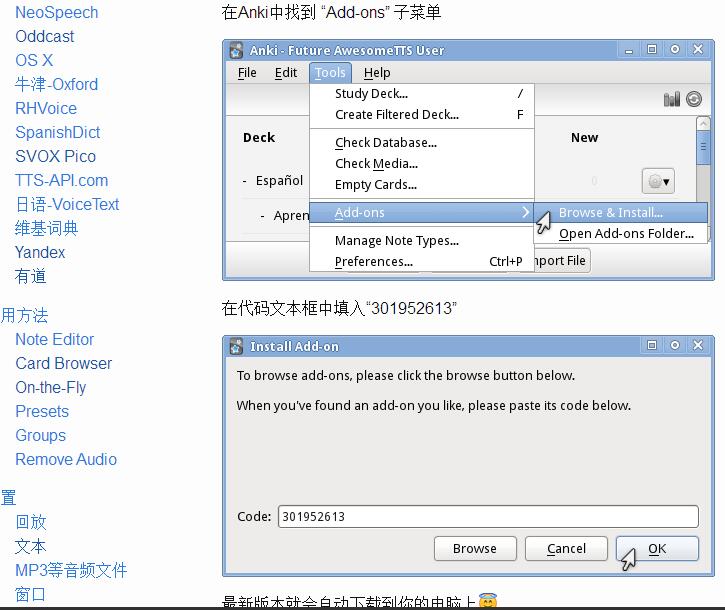 NeoSpeech
Oddcast
OS X
牛津-Oxford
RHVoice
SpanishDict
SVOX Pico
TTS-API.com
日语-VoiceText
维基词典
Yandex
有道
用方法
Note Editor
Card Browser
On-the-Fly
Presets
Groups
Remove Audio
置
回放
文本
MP3等音频文件
窗口
在Anki中找到 “Add-ons” 子菜单
Anki - Future AwesomeTTS User
File Edit Tools Help
Study Deck... /
Create Filtered Deck... F
Deck
New
Check Database...
Check Media...
- Español
0
Empty Cards...
- Apren
Add-ons
Browse & Install...
Open Add-ons Folder...
Manage Note Types...
Preferences... Ctrl+P
mport File
在代码文本框中填入“301952613”
Install Add-on
To browse add-ons, please click the browse button below.
When you've found an add-on you like, please paste its code below.
Code: 301952613
Browse Cancel OK
最新版本就会自动下载到你的电脑上😇